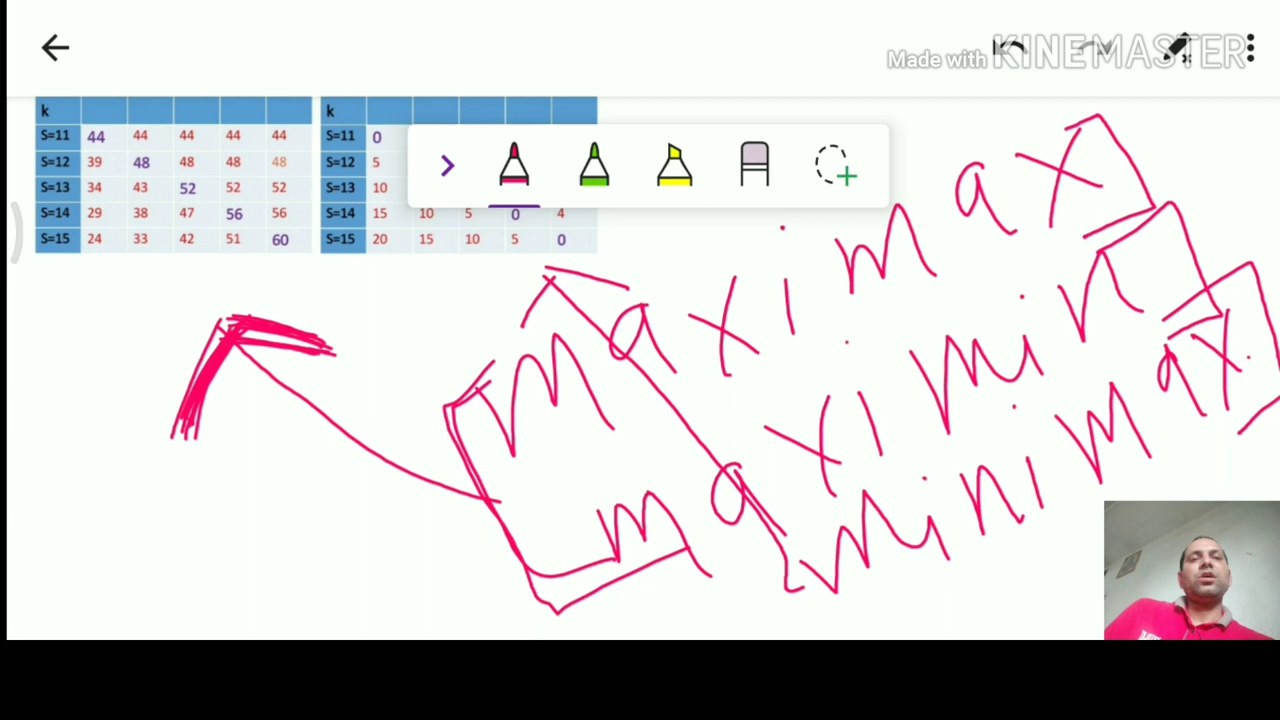 Made with KINEMASTER
k k
S=11 44 44 44 44 44 S=11 0
S=12 39 48 48 48 48 S=12 5
S=13 34 43 52 52 52 S=13 10
S=14 29 38 47 56 56 S=14 15 10 5 0 4
S=15 24 33 42 51 60 S=15 20 15 10 5 0
Maximax
maximin
minimax